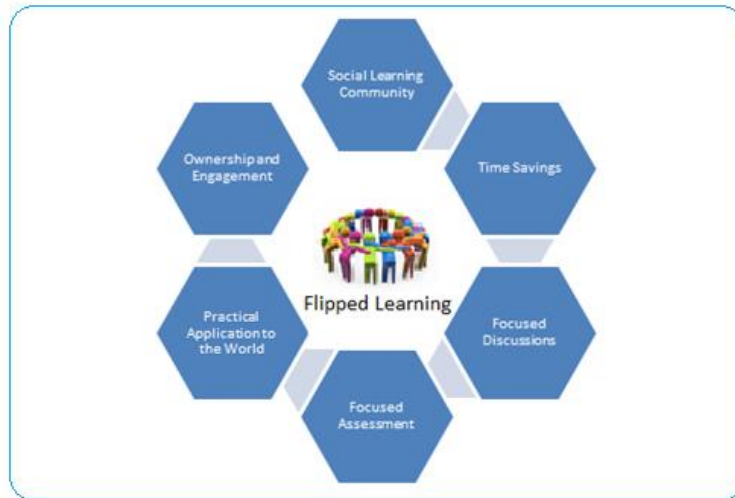 Social Learning
Community
Time Savings
Focused
Discussions
Focused
Assessment
Practical
Application to
the World
Ownership and
Engagement
Flipped Learning